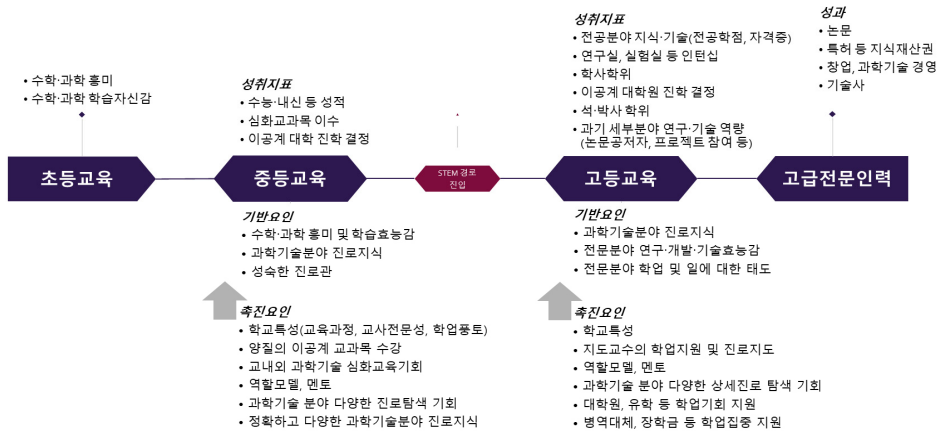 • 수학·과학 흥미
• 수학·과학 학습자신감
초등교육
성취지표
• 수능·내신 등 성적
• 심화교과목 이수
• 이공계 대학 진학 결정
중등교육
기반요인
• 수학·과학 흥미 및 학습효능감
• 과학기술분야 진로지식
• 성숙한 진로관
촉진요인
• 학교특성(교육과정, 교사전문성, 학업풍토)
• 양질의 이공계 교과목 수강
• 교내외 과학기술 심화교육기회
• 역할모델, 멘토
• 과학기술 분야 다양한 진로탐색 기회
• 정확하고 다양한 과학기술분야 진로지식
STEM 경로
진입
성취지표
• 전공분야 지식·기술(전공학점, 자격증)
• 연구실, 실험실 등 인턴십
• 학사학위
• 이공계 대학원 진학 결정
• 석·박사 학위
• 과기 세부분야 연구·기술 역량
(논문공저자, 프로젝트 참여 등)
고등교육
기반요인
• 과학기술분야 진로지식
• 전문분야 연구·개발·기술효능감
• 전문분야 학업 및 일에 대한 태도
촉진요인
• 학교특성
• 지도교수의 학업지원 및 진로지도
• 역할모델, 멘토
• 과학기술 분야 다양한 상세진로 탐색 기회
• 대학원, 유학 등 학업기회 지원
• 병역대체, 장학금 등 학업집중 지원
성과
• 논문
• 특허 등 지식재산권
• 창업, 과학기술 경영
• 기술사
고급전문인력